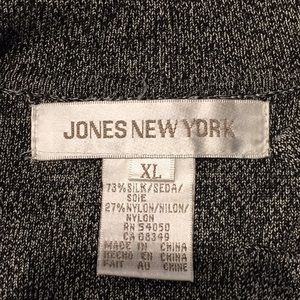 JONES NEW YORK
XL
73%SILK/SEDA/
SOIE
27%NYLON/NILON/
NYLON
RN 54050
CA 08349
MADE IN CHINA
HECHO EN CHINA
FAIT AU CHINE